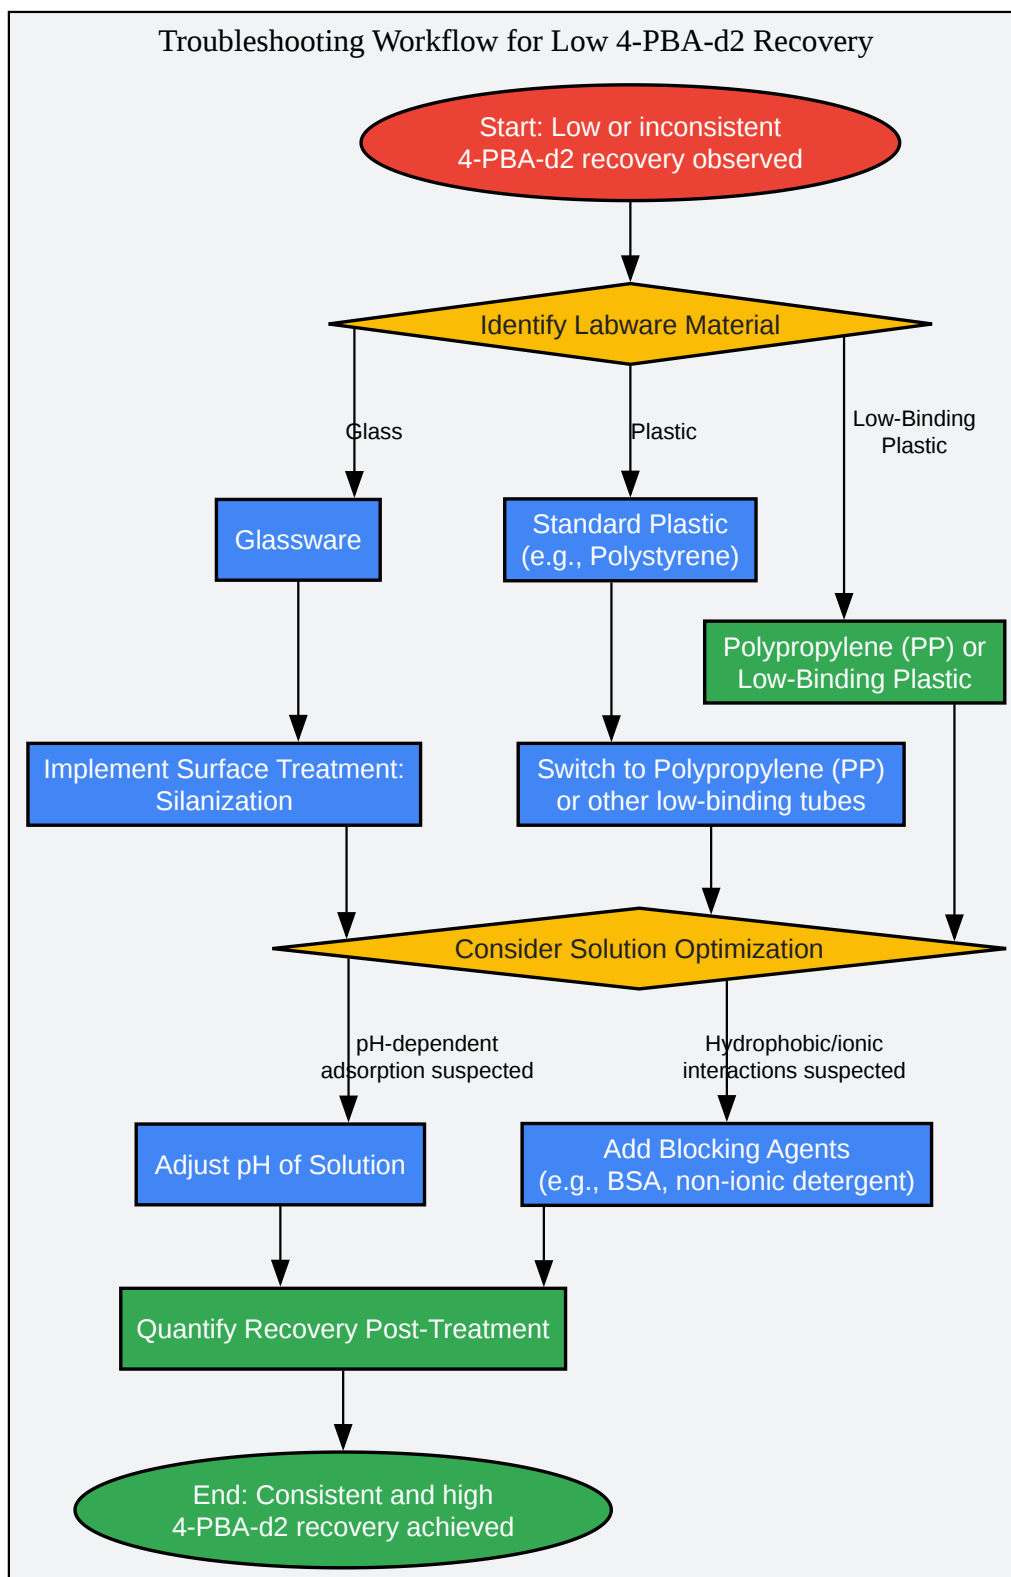 Troubleshooting Workflow for Low 4-PBA-d2 Recovery
Start: Low or inconsistent
4-PBA-d2 recovery observed
Identify Labware Material
Glass
Plastic
Low-Binding
Plastic
Glassware
Standard Plastic
(e.g., Polystyrene)
Polypropylene (PP) or
Low-Binding Plastic
Implement Surface Treatment:
Silanization
Switch to Polypropylene (PP)
or other low-binding tubes
Consider Solution Optimization
pH-dependent
adsorption suspected
Hydrophobic/ionic
interactions suspected
Adjust pH of Solution
Add Blocking Agents
(e.g., BSA, non-ionic detergent)
Quantify Recovery Post-Treatment
End: Consistent and high
4-PBA-d2 recovery achieved